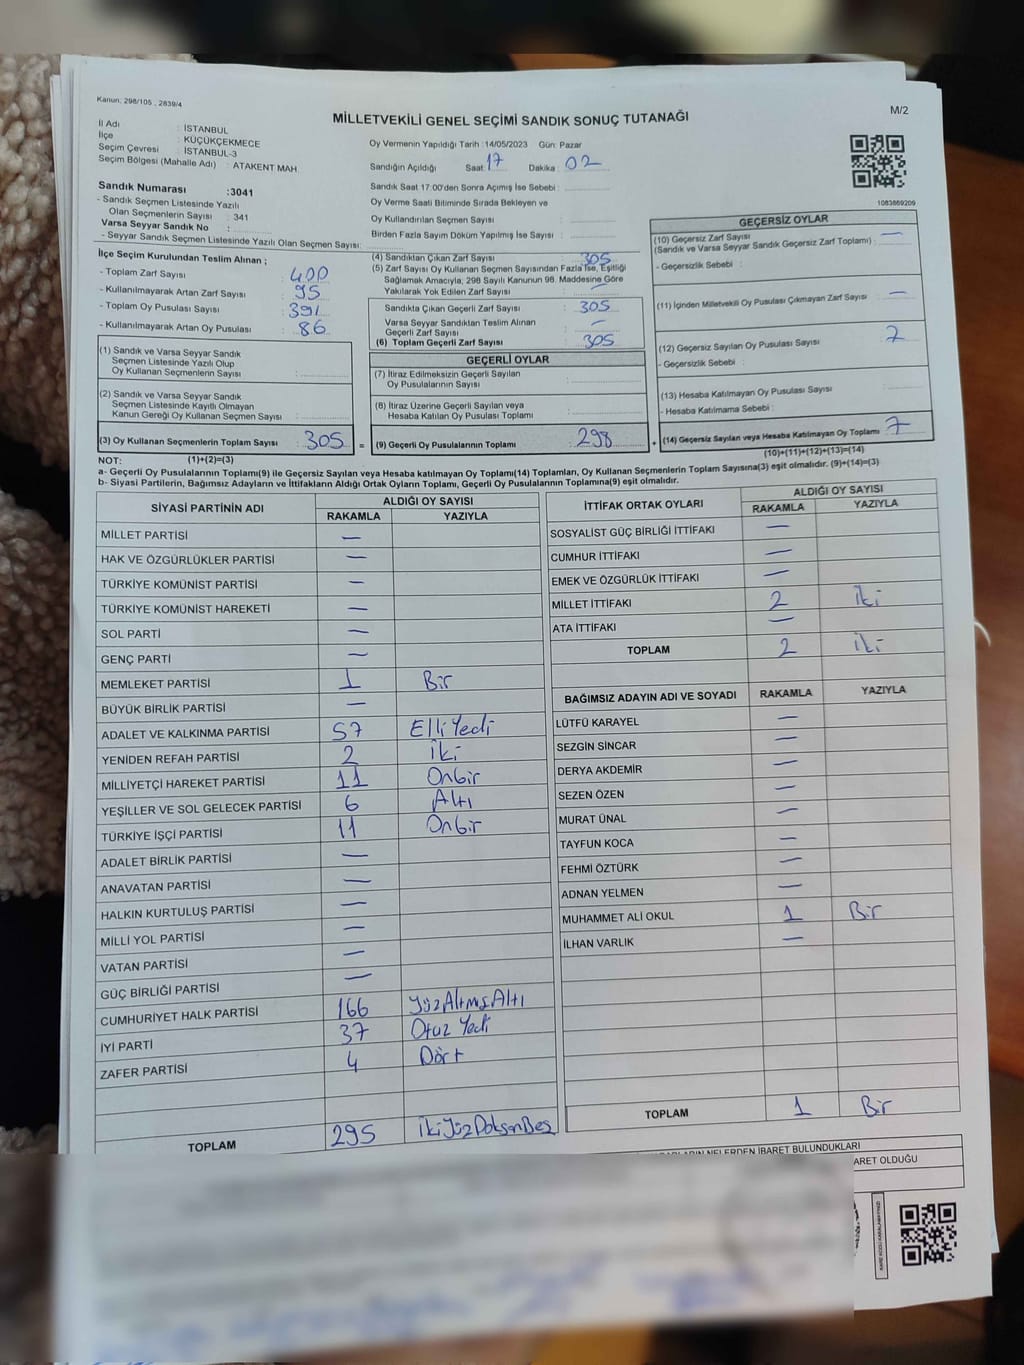 Kanun: 298/105 , 2839/4
M/2
MİLLETVEKİLİ GENEL SEÇİMİ SANDIK SONUÇ TUTANAĞI
İl Adı : İSTANBUL
İlçe : KÜÇÜKÇEKMECE
Seçim Çevresi : İSTANBUL-3
Seçim Bölgesi (Mahalle Adı) : ATAKENT MAH.
Oy Vermenin Yapıldığı Tarih :14/05/2023 Gün: Pazar
Sandığın Açıldığı Saat: 17 Dakika: 02
Sandık Saat 17:00'den Sonra Açımış İse Sebebi :
Oy Verme Saati Bitiminde Sırada Bekleyen ve
Oy Kullandırılan Seçmen Sayısı :
Birden Fazla Sayım Döküm Yapılmış İse Sayısı :
1083869209
Sandık Numarası :3041
- Sandık Seçmen Listesinde Yazılı
Olan Seçmenlerin Sayısı : 341
Varsa Seyyar Sandık No :
- Seyyar Sandık Seçmen Listesinde Yazılı Olan Seçmen Sayısı:
İlçe Seçim Kurulundan Teslim Alınan ;
- Toplam Zarf Sayısı : 400
- Kullanılmayarak Artan Zarf Sayısı : 95
- Toplam Oy Pusulası Sayısı : 391
- Kullanılmayarak Artan Oy Pusulası : 86
(4) Sandıktan Çıkan Zarf Sayısı : 305
(5) Zarf Sayısı Oy Kullanan Seçmen Sayısından Fazla İse, Eşitliği
Sağlamak Amacıyla, 298 Sayılı Kanunun 98. Maddesine Göre
Yakılarak Yok Edilen Zarf Sayısı : —
Sandıkta Çıkan Geçerli Zarf Sayısı : 305
Varsa Seyyar Sandıktan Teslim Alınan
Geçerli Zarf Sayısı : —
(6) Toplam Geçerli Zarf Sayısı : 305
GEÇERSİZ OYLAR
(10) Geçersiz Zarf Sayısı
(Sandık ve Varsa Seyyar Sandık Geçersiz Zarf Toplamı) : —
- Geçersizlik Sebebi :
(11) İçinden Milletvekili Oy Pusulası Çıkmayan Zarf Sayısı : —
(12) Geçersiz Sayılan Oy Pusulası Sayısı : 7
- Geçersizlik Sebebi :
(13) Hesaba Katılmayan Oy Pusulası Sayısı :
- Hesaba Katılmama Sebebi :
(14) Geçersiz Sayılan veya Hesaba Katılmayan Oy Toplamı : 7
(10)+(11)+(12)+(13)=(14)
(1) Sandık ve Varsa Seyyar Sandık
Seçmen Listesinde Yazılı Olup
Oy Kullanan Seçmenlerin Sayısı :
(2) Sandık ve Varsa Seyyar Sandık
Seçmen Listesinde Kayıtlı Olmayan
Kanun Gereği Oy Kullanan Seçmen Sayısı :
(3) Oy Kullanan Seçmenlerin Toplam Sayısı : 305 =
(1)+(2)=(3)
GEÇERLİ OYLAR
(7) İtiraz Edilmeksizin Geçerli Sayılan
Oy Pusulalarının Sayısı :
(8) İtiraz Üzerine Geçerli Sayılan veya
Hesaba Katılan Oy Pusulası Toplamı :
(9) Geçerli Oy Pusulalarının Toplamı : 298 +
NOT:
a- Geçerli Oy Pusulalarının Toplamı(9) ile Geçersiz Sayılan veya Hesaba katılmayan Oy Toplamı(14) Toplamları, Oy Kullanan Seçmenlerin Toplam Sayısına(3) eşit olmalıdır. (9)+(14)=(3)
b- Siyasi Partilerin, Bağımsız Adayların ve İttifakların Aldığı Ortak Oyların Toplamı, Geçerli Oy Pusulalarının Toplamına(9) eşit olmalıdır.
SİYASİ PARTİNİN ADI
ALDIĞI OY SAYISI
RAKAMLA YAZIYLA
MİLLET PARTİSİ —
HAK VE ÖZGÜRLÜKLER PARTİSİ —
TÜRKİYE KOMÜNİST PARTİSİ —
TÜRKİYE KOMÜNİST HAREKETİ —
SOL PARTİ —
GENÇ PARTİ —
MEMLEKET PARTİSİ 1 Bir
BÜYÜK BİRLİK PARTİSİ —
ADALET VE KALKINMA PARTİSİ 57 Elli Yedi
YENİDEN REFAH PARTİSİ 2 İki
MİLLİYETÇİ HAREKET PARTİSİ 11 Onbir
YEŞİLLER VE SOL GELECEK PARTİSİ 6 Altı
TÜRKİYE İŞÇİ PARTİSİ 11 Onbir
ADALET BİRLİK PARTİSİ —
ANAVATAN PARTİSİ —
HALKIN KURTULUŞ PARTİSİ —
MİLLİ YOL PARTİSİ —
VATAN PARTİSİ —
GÜÇ BİRLİĞİ PARTİSİ —
CUMHURİYET HALK PARTİSİ 166 YüzAltmışAltı
İYİ PARTİ 37 Otuz Yedi
ZAFER PARTİSİ 4 Dört
TOPLAM 295 İkiYüzDoksanBeş
İTTİFAK ORTAK OYLARI
ALDIĞI OY SAYISI
RAKAMLA YAZIYLA
SOSYALİST GÜÇ BİRLİĞİ İTTİFAKI —
CUMHUR İTTİFAKI —
EMEK VE ÖZGÜRLÜK İTTİFAKI —
MİLLET İTTİFAKI 2 İki
ATA İTTİFAKI —
TOPLAM 2 İki
BAĞIMSIZ ADAYIN ADI VE SOYADI RAKAMLA YAZIYLA
LÜTFÜ KARAYEL —
SEZGİN SİNCAR —
DERYA AKDEMİR —
SEZEN ÖZEN —
MURAT ÜNAL —
TAYFUN KOCA —
FEHMİ ÖZTÜRK —
ADNAN YELMEN —
MUHAMMET ALİ OKUL 1 Bir
İLHAN VARLIK —
TOPLAM 1 Bir
NELERDEN İBARET BULUNDUKLARI
ARET OLDUĞU